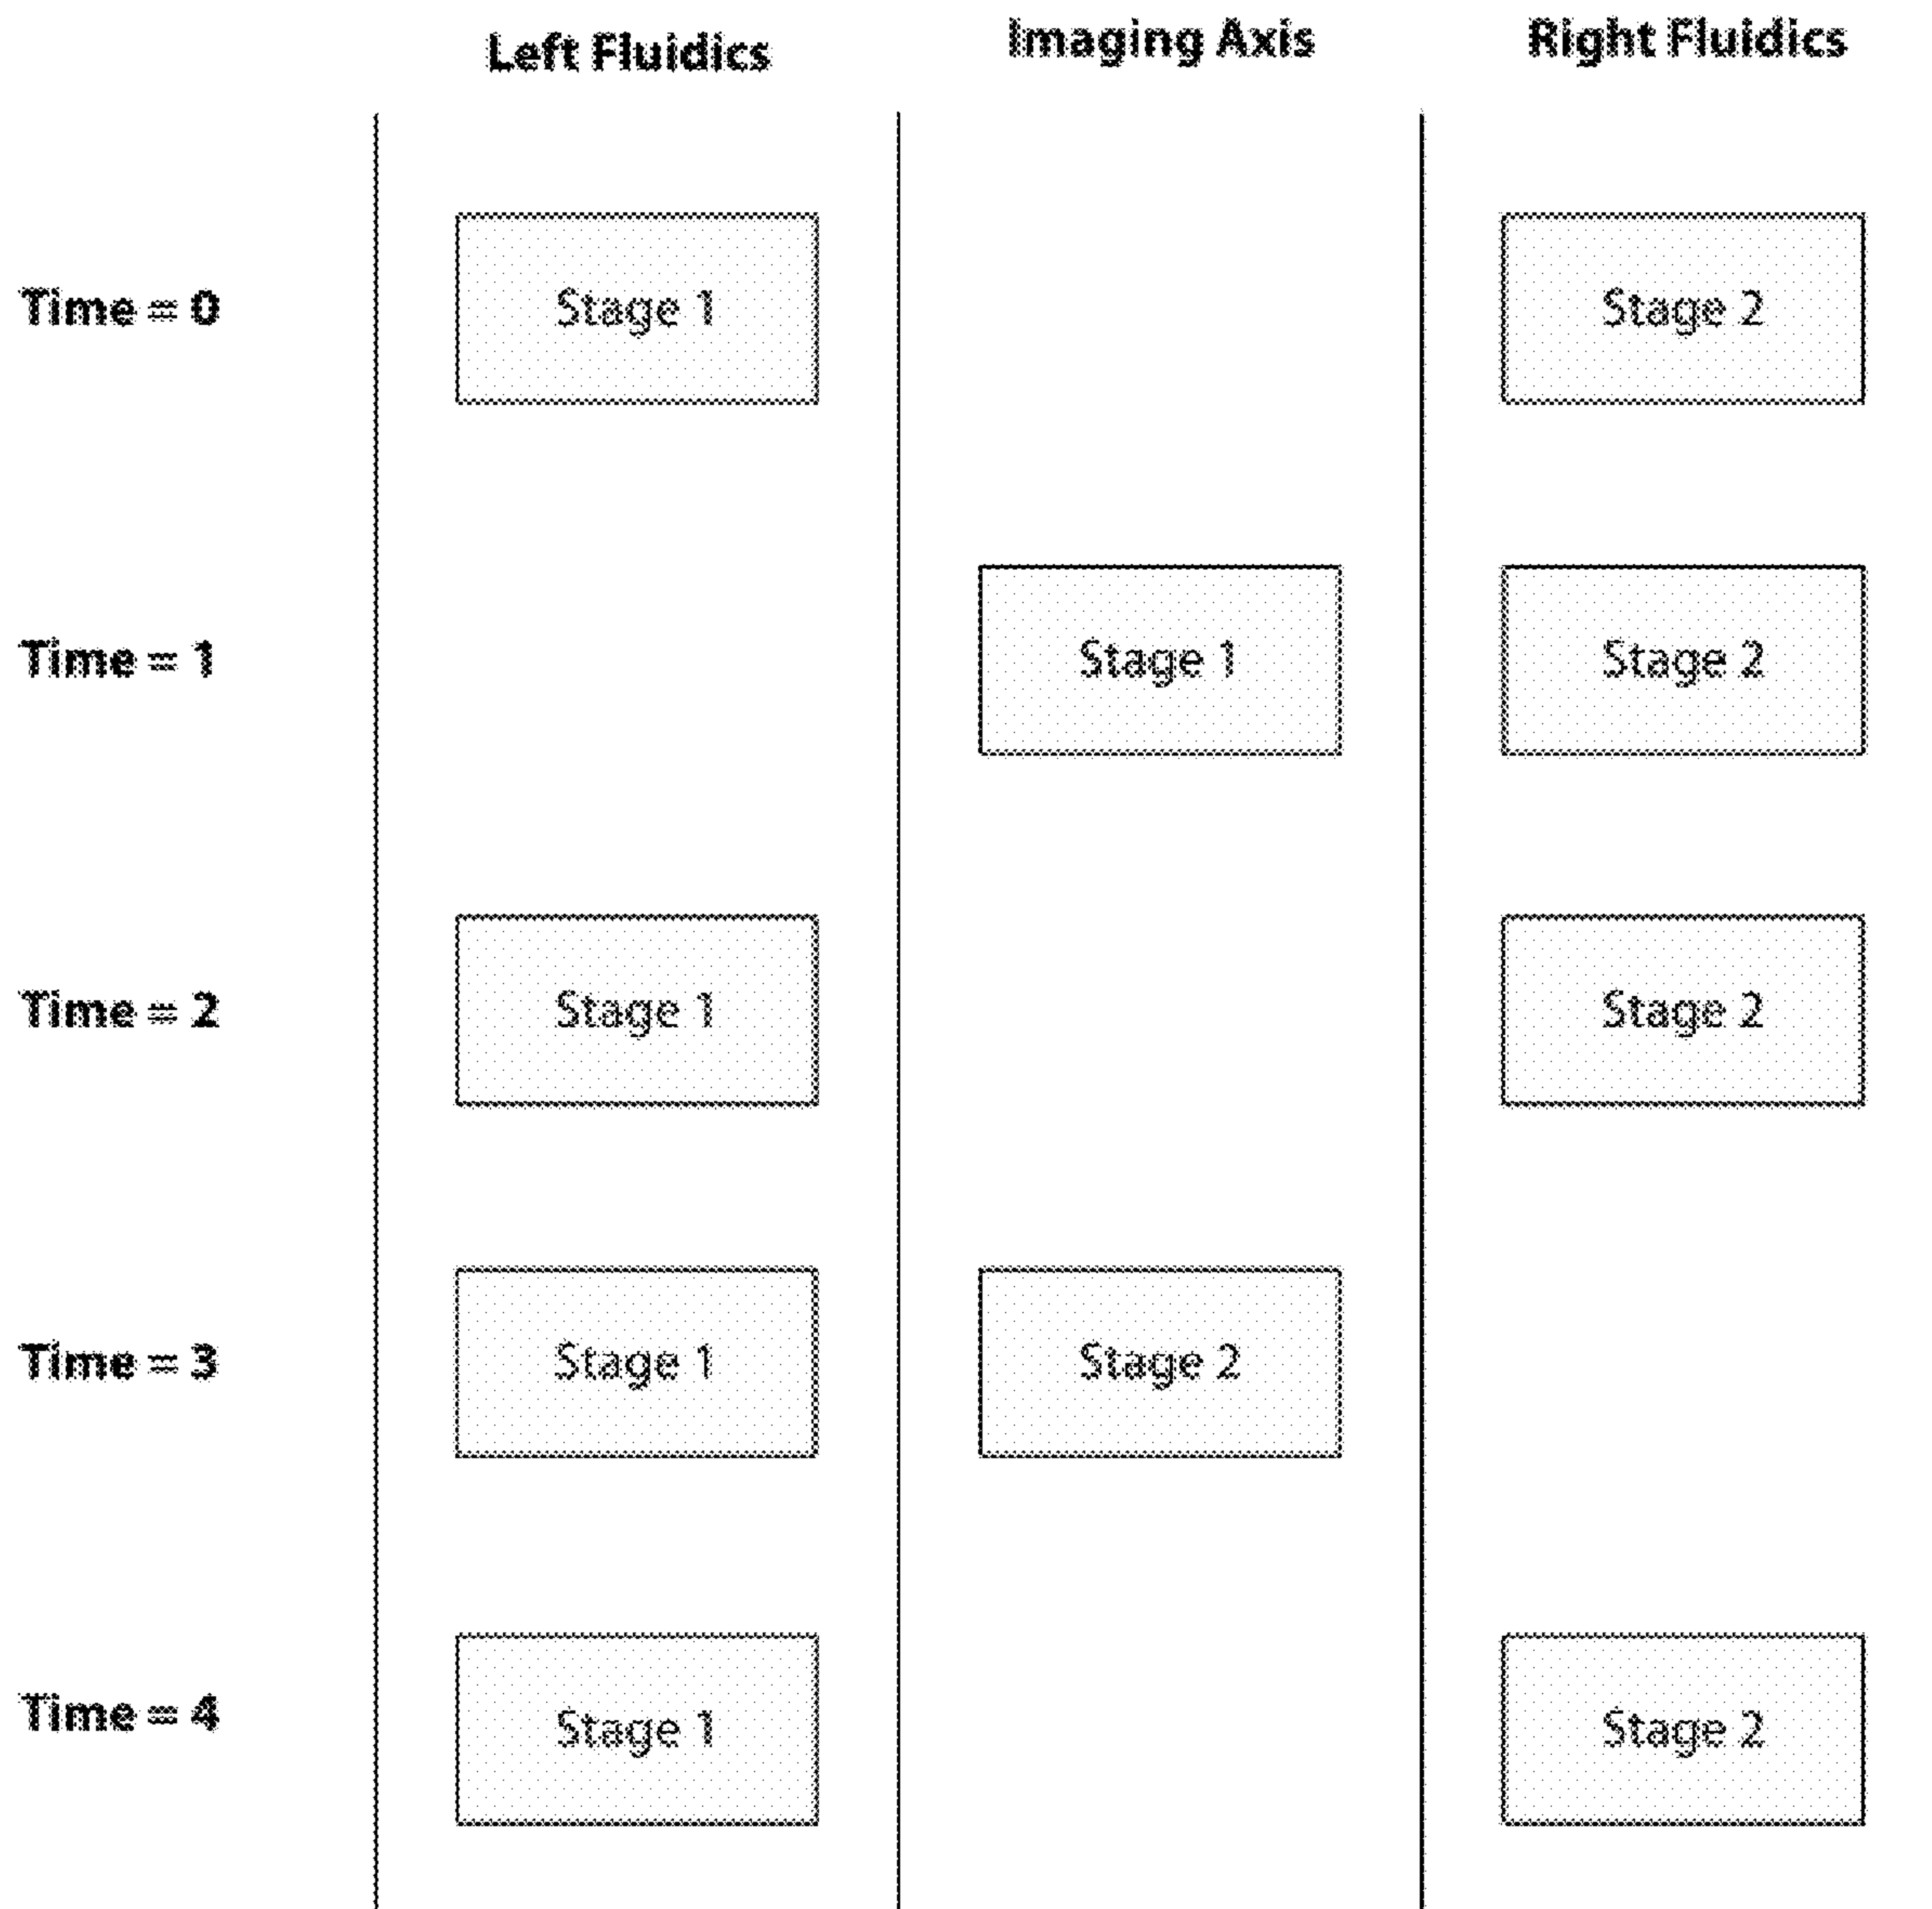 Left Fluidics Imaging Axis Right Fluidics
Time = 0 Stage 1 Stage 2
Time = 1 Stage 1 Stage 2
Time = 2 Stage 1 Stage 2
Time = 3 Stage 1 Stage 2
Time = 4 Stage 1 Stage 2